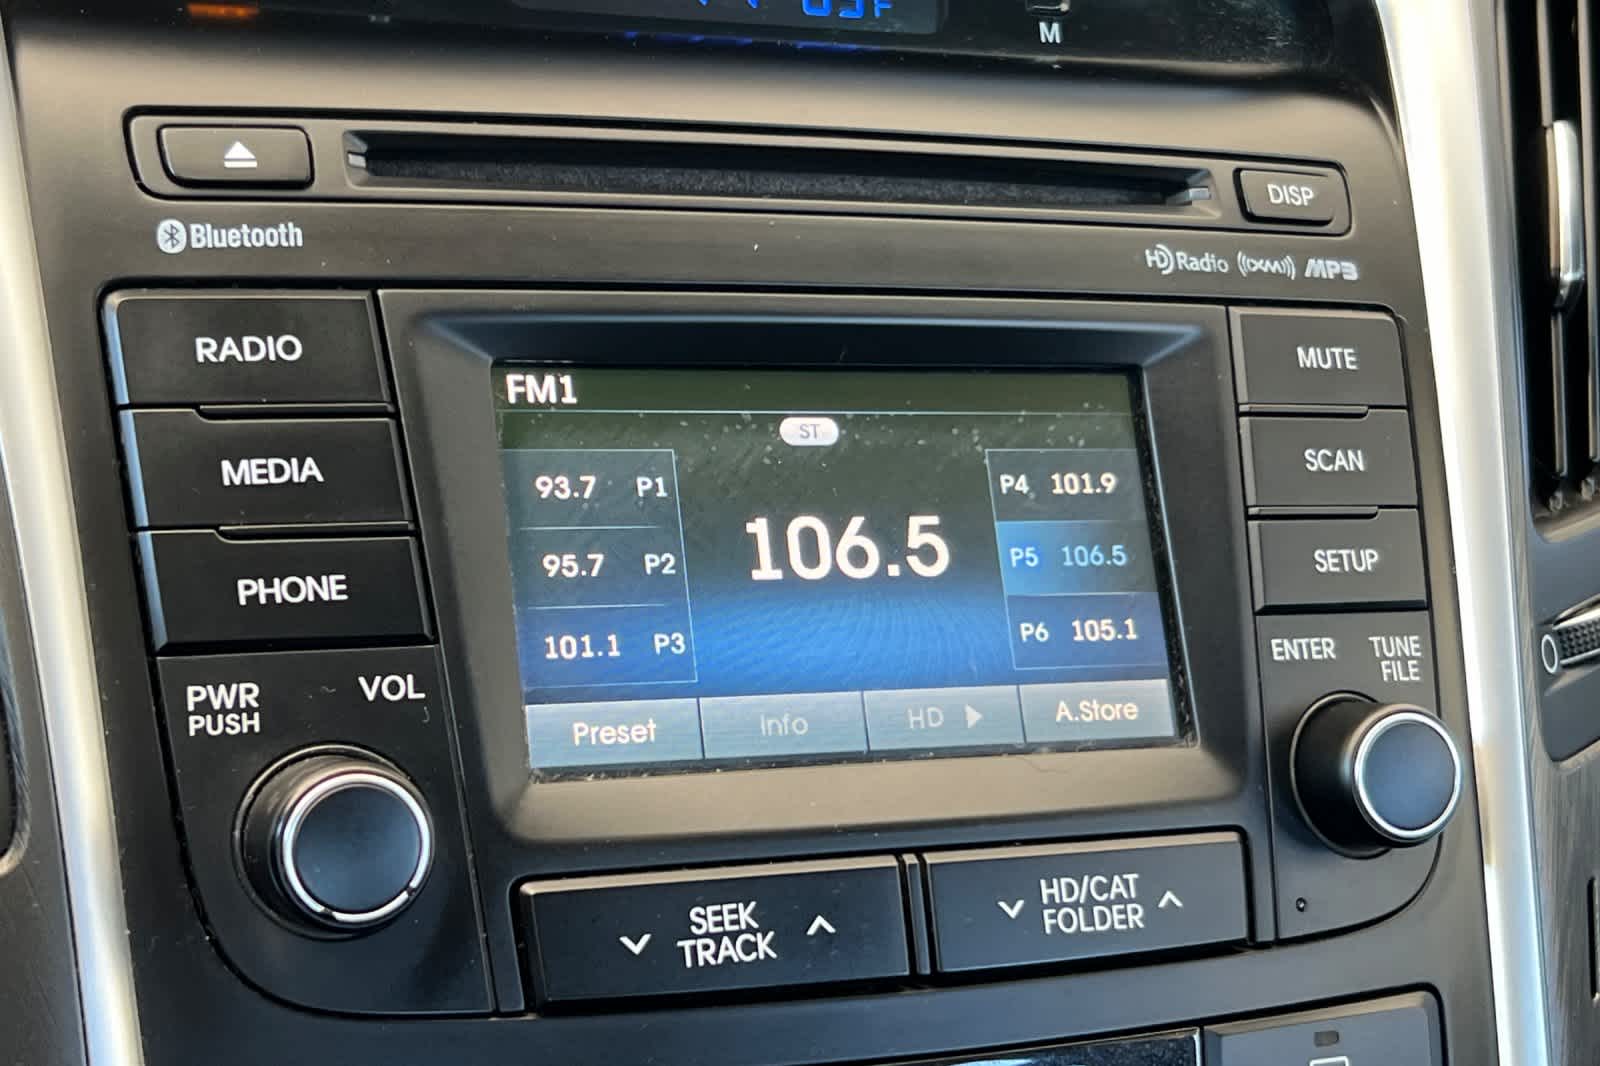 M
DISP
Bluetooth
HD Radio ((XM)) MP3
RADIO
MEDIA
PHONE
PWR
PUSH
VOL
FM1
ST
93.7 P1
95.7 P2
101.1 P3
106.5
P4 101.9
P5 106.5
P6 105.1
Preset
Info
HD
A.Store
MUTE
SCAN
SETUP
ENTER
TUNE
FILE
SEEK
TRACK
HD/CAT
FOLDER